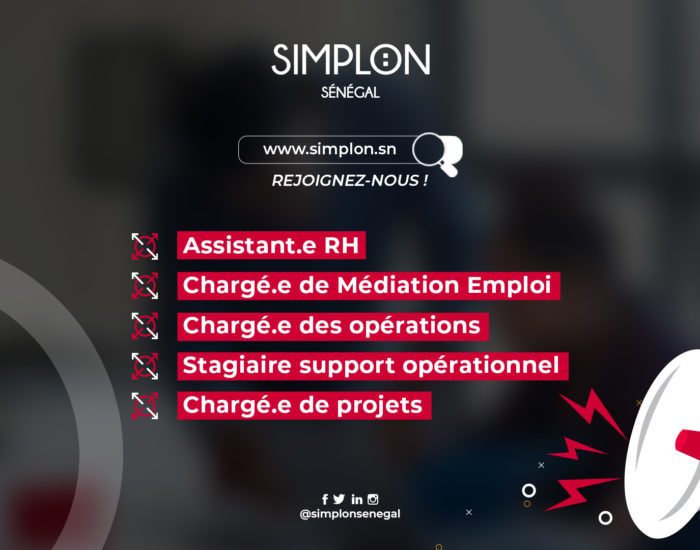 SIMPLON
SÉNÉGAL
www.simplon.sn
REJOIGNEZ-NOUS !
Assistant.e RH
Chargé.e de Médiation Emploi
Chargé.e des opérations
Stagiaire support opérationnel
Chargé.e de projets
@simplonsenegal